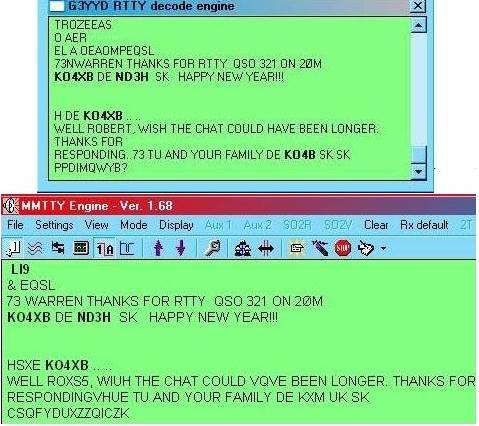 G3YYD RTTY decode engine
TROZEEAS
O AER
EL A OEAOMPEQSL
73NWARREN THANKS FOR RTTY QSO 321 ON 2ØM
KO4XB DE ND3H SK HAPPY NEW YEAR!!!
H DE KO4XB .. ..
WELL ROBERT, WISH THE CHAT COULD HAVE BEEN LONGER.
THANKS FOR
RESPONDING. 73 TU AND YOUR FAMILY DE KO4B SK SK
PPDIMQWYB?
MMTTY Engine - Ver. 1.68
File Settings View Mode Display Aux 1 Aux 2 SO2R SO2V Clear Rx default 2T
STOP
LI9
& EQSL
73 WARREN THANKS FOR RTTY QSO 321 ON 2ØM
KO4XB DE ND3H SK HAPPY NEW YEAR!!!
HSXE KO4XB .. ..
WELL ROXS5, WIUH THE CHAT COULD VQVE BEEN LONGER. THANKS FOR
RESPONDINGVHUE TU AND YOUR FAMILY DE KXM UK SK
CSQFYDUXZZQICZK